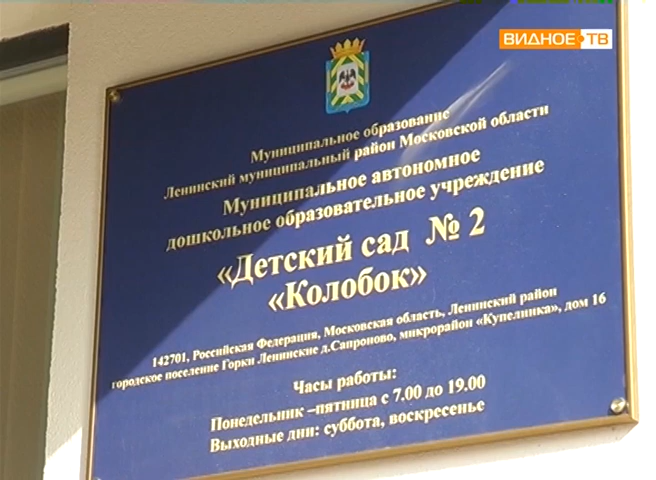 ВИДНОЕ ТВ
Муниципальное образование
Ленинский муниципальный район Московской области
Муниципальное автономное
дошкольное образовательное учреждение
«Детский сад № 2
«Колобок»
142701, Российская Федерация, Московская область, Ленинский район
городское поселение Горки Ленинские д.Сапроново, микрорайон «Купелинка», дом 16
Часы работы:
Понедельник –пятница с 7.00 до 19.00
Выходные дни: суббота, воскресенье